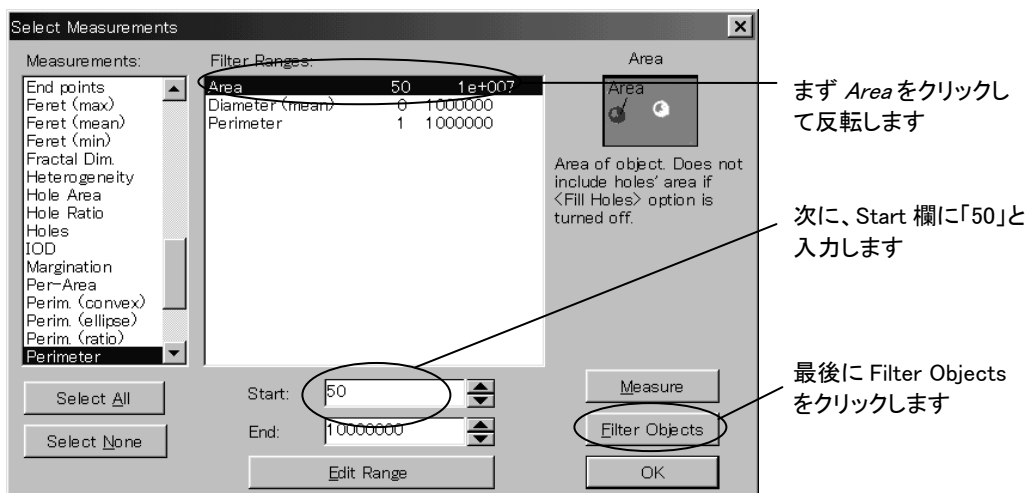 Select Measurements
Measurements:
End points
Feret (max)
Feret (mean)
Feret (min)
Fractal Dim.
Heterogeneity
Hole Area
Hole Ratio
Holes
IOD
Margination
Per-Area
Perim. (convex)
Perim. (ellipse)
Perim. (ratio)
Perimeter
Select All
Select None
Filter Ranges:
Area 50 1e+007
Diameter (mean) 0 1000000
Perimeter 1 1000000
Start: 50
End: 10000000
Edit Range
Area
Area
Area of object. Does not
include holes' area if
<Fill Holes> option is
turned off.
Measure
Filter Objects
OK
まず Area をクリックし
て反転します
次に、Start 欄に「50」と
入力します
最後に Filter Objects
をクリックします